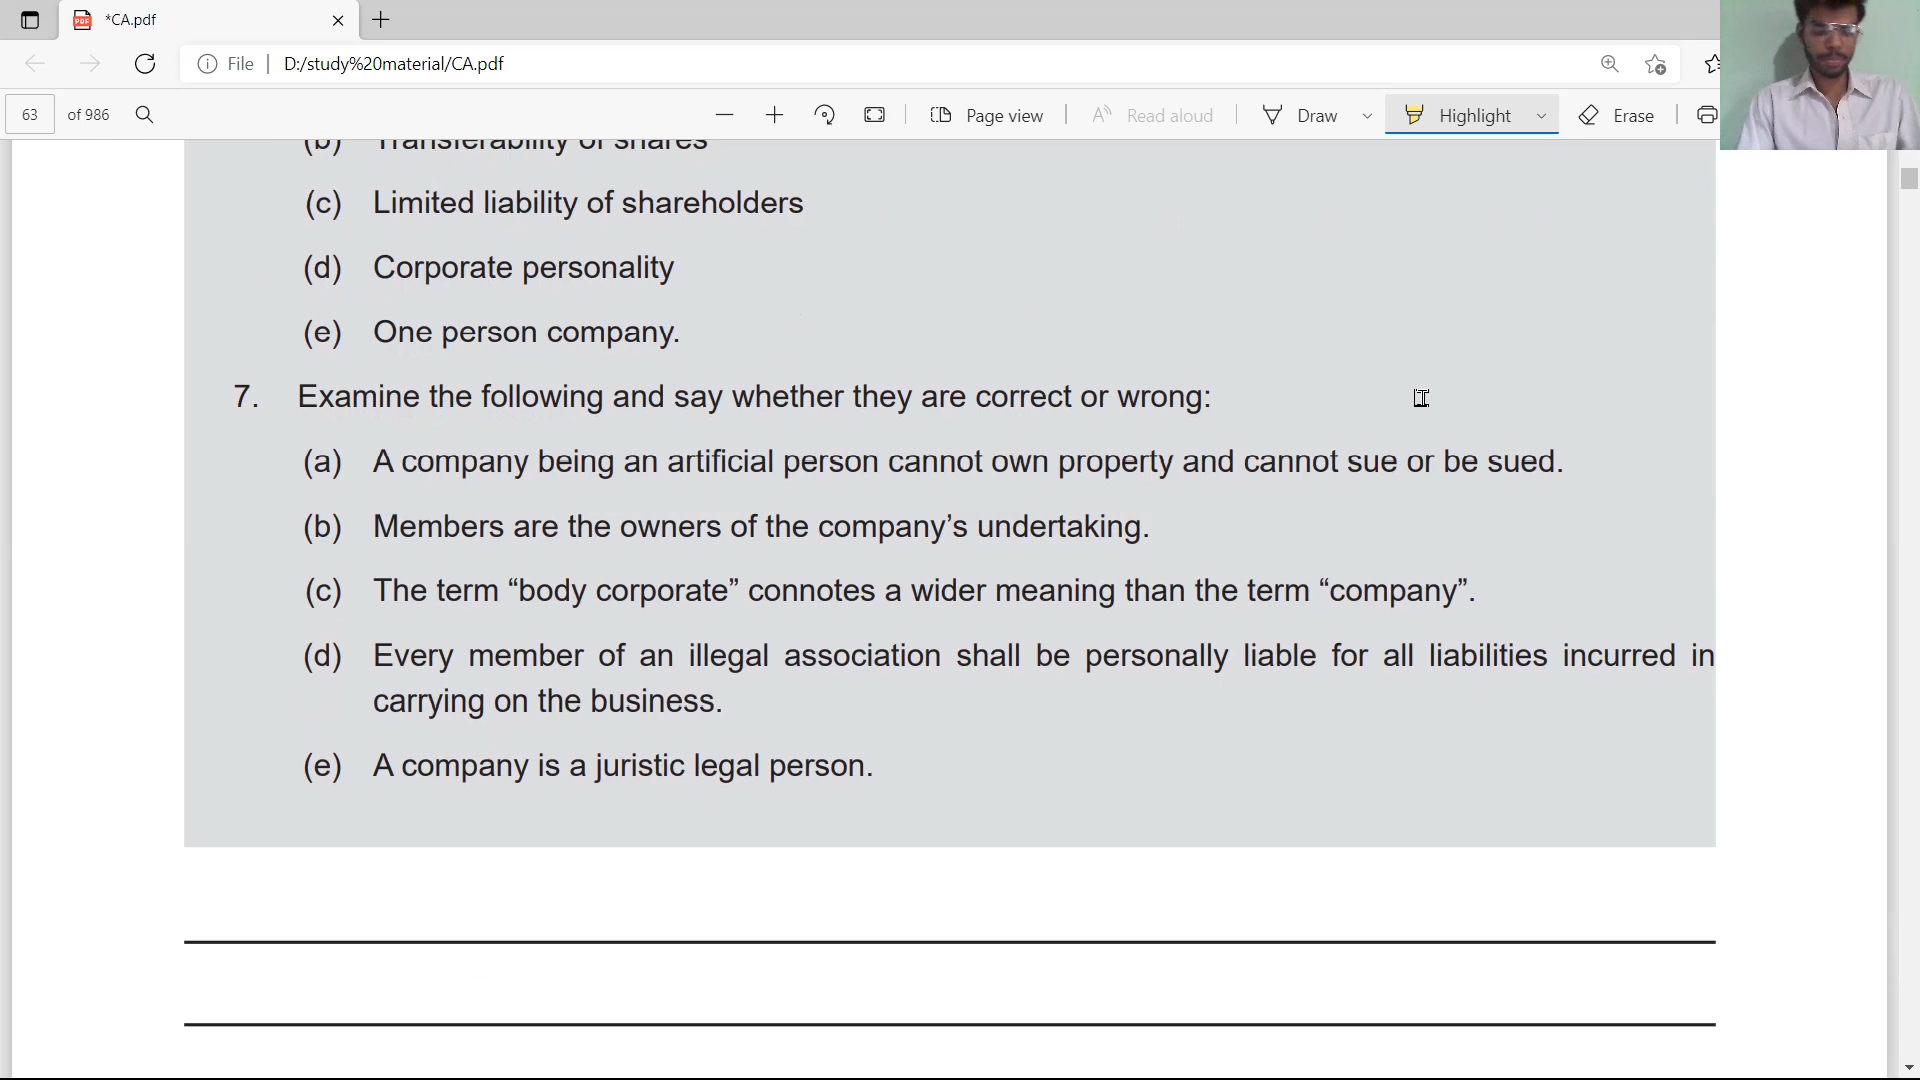 *CA.pdf
File
D:/study%20material/CA.pdf
63 of 986
Page view
Read aloud
Draw
Highlight
Erase
(b) Transferability of shares
(c) Limited liability of shareholders
(d) Corporate personality
(e) One person company.
7. Examine the following and say whether they are correct or wrong:
(a) A company being an artificial person cannot own property and cannot sue or be sued.
(b) Members are the owners of the company’s undertaking.
(c) The term “body corporate” connotes a wider meaning than the term “company”.
(d) Every member of an illegal association shall be personally liable for all liabilities incurred in
carrying on the business.
(e) A company is a juristic legal person.